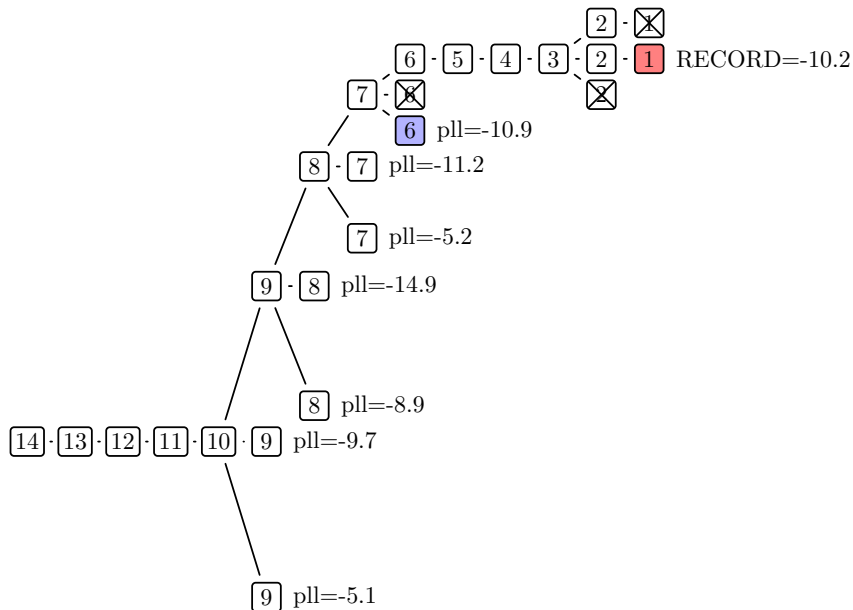 2 1
6 5 4 3 2 1 RECORD=-10.2
7 6 2
6 pll=-10.9
8 7 pll=-11.2
7 pll=-5.2
9 8 pll=-14.9
8 pll=-8.9
14 13 12 11 10 9 pll=-9.7
9 pll=-5.1